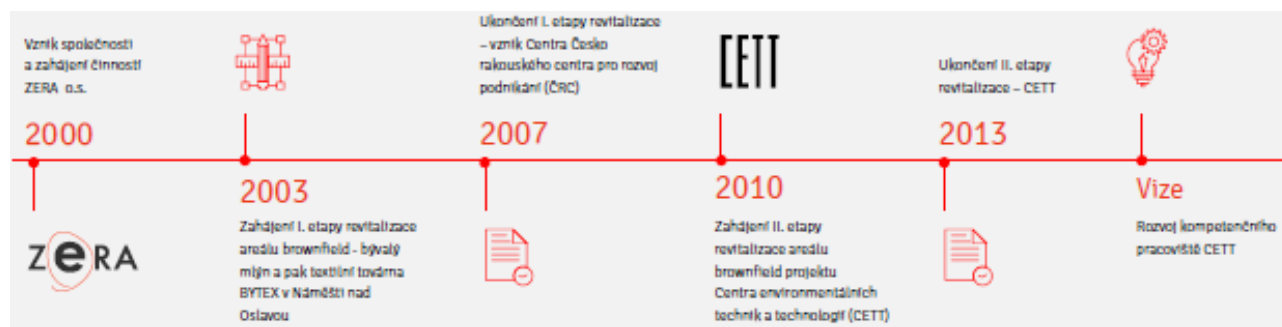 Vznik společnosti
a zahájení činnosti
ZERA o.s.
2000
ZeRA
2003
Zahájení I. etapy revitalizace
areálu brownfield - bývalý
mlýn a pak textilní továrna
BYTEX v Náměšti nad
Oslavou
Ukončení I. etapy revitalizace
– vznik Centra Česko
rakouského centra pro rozvoj
podnikání (ČRC)
2007
CETT
2010
Zahájení II. etapy
revitalizace areálu
brownfield projektu
Centra environmentálních
technik a technologií (CETT)
Ukončení II. etapy
revitalizace – CETT
2013
Vize
Rozvoj kompetenčního
pracoviště CETT